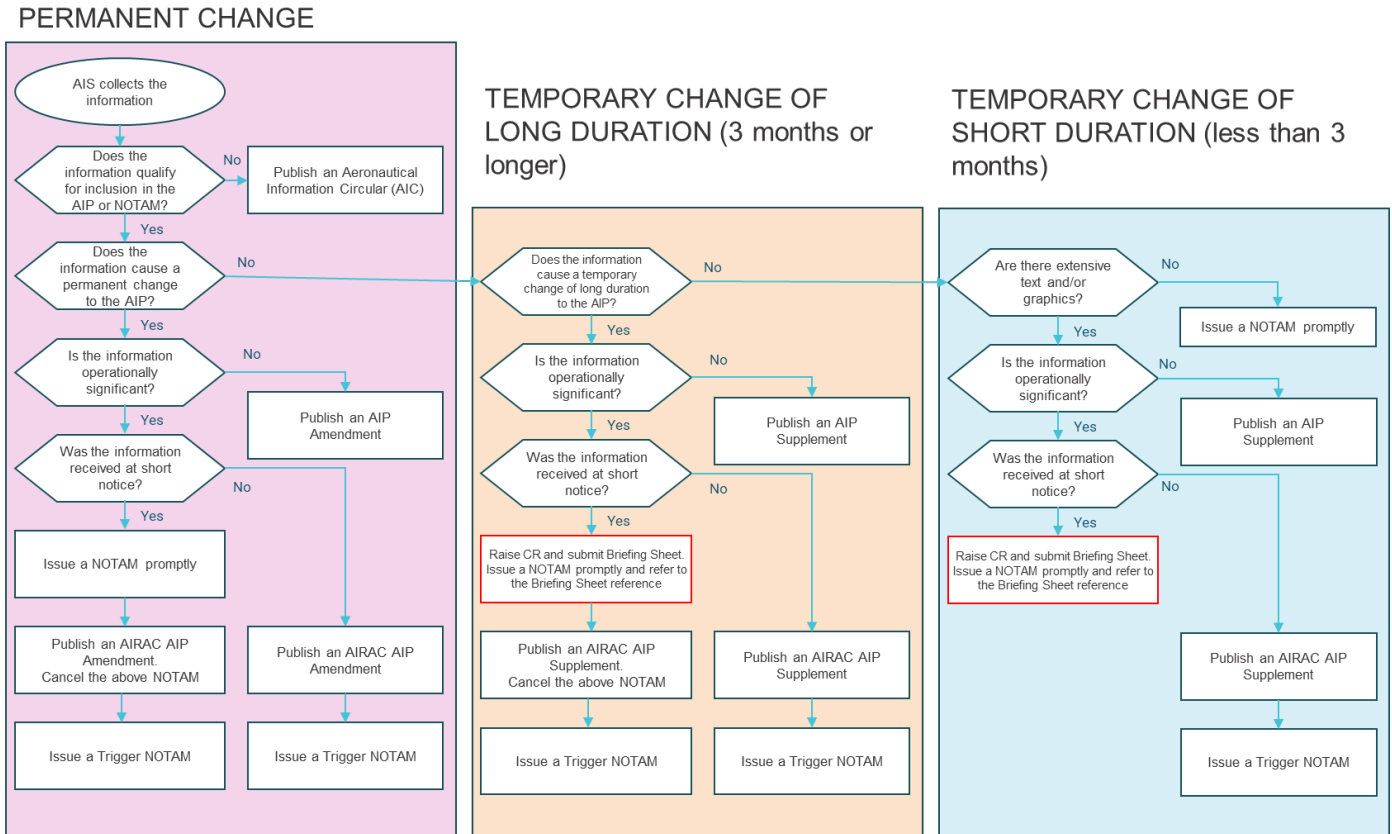 PERMANENT CHANGE
AIS collects the
information
Does the
information qualify
for inclusion in the
AIP or NOTAM?
No
Publish an Aeronautical
Information Circular (AIC)
Yes
Does the
information cause a
permanent change
to the AIP?
No
Yes
Is the information
operationally
significant?
No
Publish an AIP
Amendment
Yes
Was the information
received at short
notice?
No
Yes
Issue a NOTAM promptly
Publish an AIRAC AIP
Amendment.
Cancel the above NOTAM
Publish an AIRAC AIP
Amendment
Issue a Trigger NOTAM
Issue a Trigger NOTAM
TEMPORARY CHANGE OF
LONG DURATION (3 months or
longer)
Does the information
cause a temporary
change of long duration
to the AIP?
No
Yes
Is the information
operationally
significant?
No
Publish an AIP
Supplement
Yes
Was the information
received at short
notice?
No
Yes
Raise CR and submit Briefing Sheet.
Issue a NOTAM promptly and refer to
the Briefing Sheet reference
Publish an AIRAC AIP
Supplement.
Cancel the above NOTAM
Publish an AIRAC AIP
Supplement
Issue a Trigger NOTAM
Issue a Trigger NOTAM
TEMPORARY CHANGE OF
SHORT DURATION (less than 3
months)
Are there extensive
text and/or
graphics?
No
Issue a NOTAM promptly
Yes
Is the information
operationally
significant?
No
Publish an AIP
Supplement
Yes
Was the information
received at short
notice?
No
Yes
Raise CR and submit Briefing Sheet.
Issue a NOTAM promptly and refer to
the Briefing Sheet reference
Publish an AIRAC AIP
Supplement
Issue a Trigger NOTAM